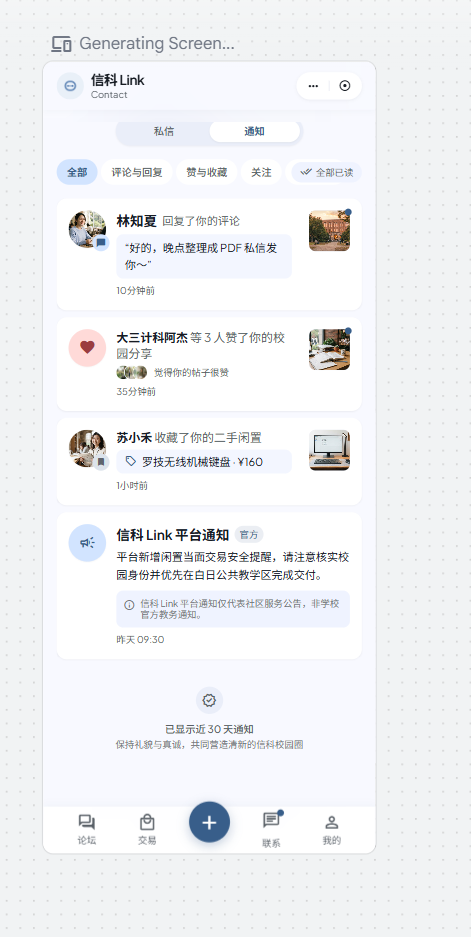 Generating Screen...
信科 Link
Contact
私信
通知
全部
评论与回复
赞与收藏
关注
全部已读
林知夏 回复了你的评论
“好的，晚点整理成 PDF 私信发
你～”
10分钟前
大三计科阿杰 等 3 人赞了你的校
园分享
觉得你的帖子很赞
35分钟前
苏小禾 收藏了你的二手闲置
罗技无线机械键盘 · ¥160
1小时前
信科 Link 平台通知 官方
平台新增闲置当面交易安全提醒，请注意核实校
园身份并优先在白日公共教学区完成交付。
信科 Link 平台通知仅代表社区服务公告，非学校
官方教务通知。
昨天 09:30
已显示近 30 天通知
保持礼貌与真诚，共同营造清新的信科校园圈
论坛
交易
联系
我的